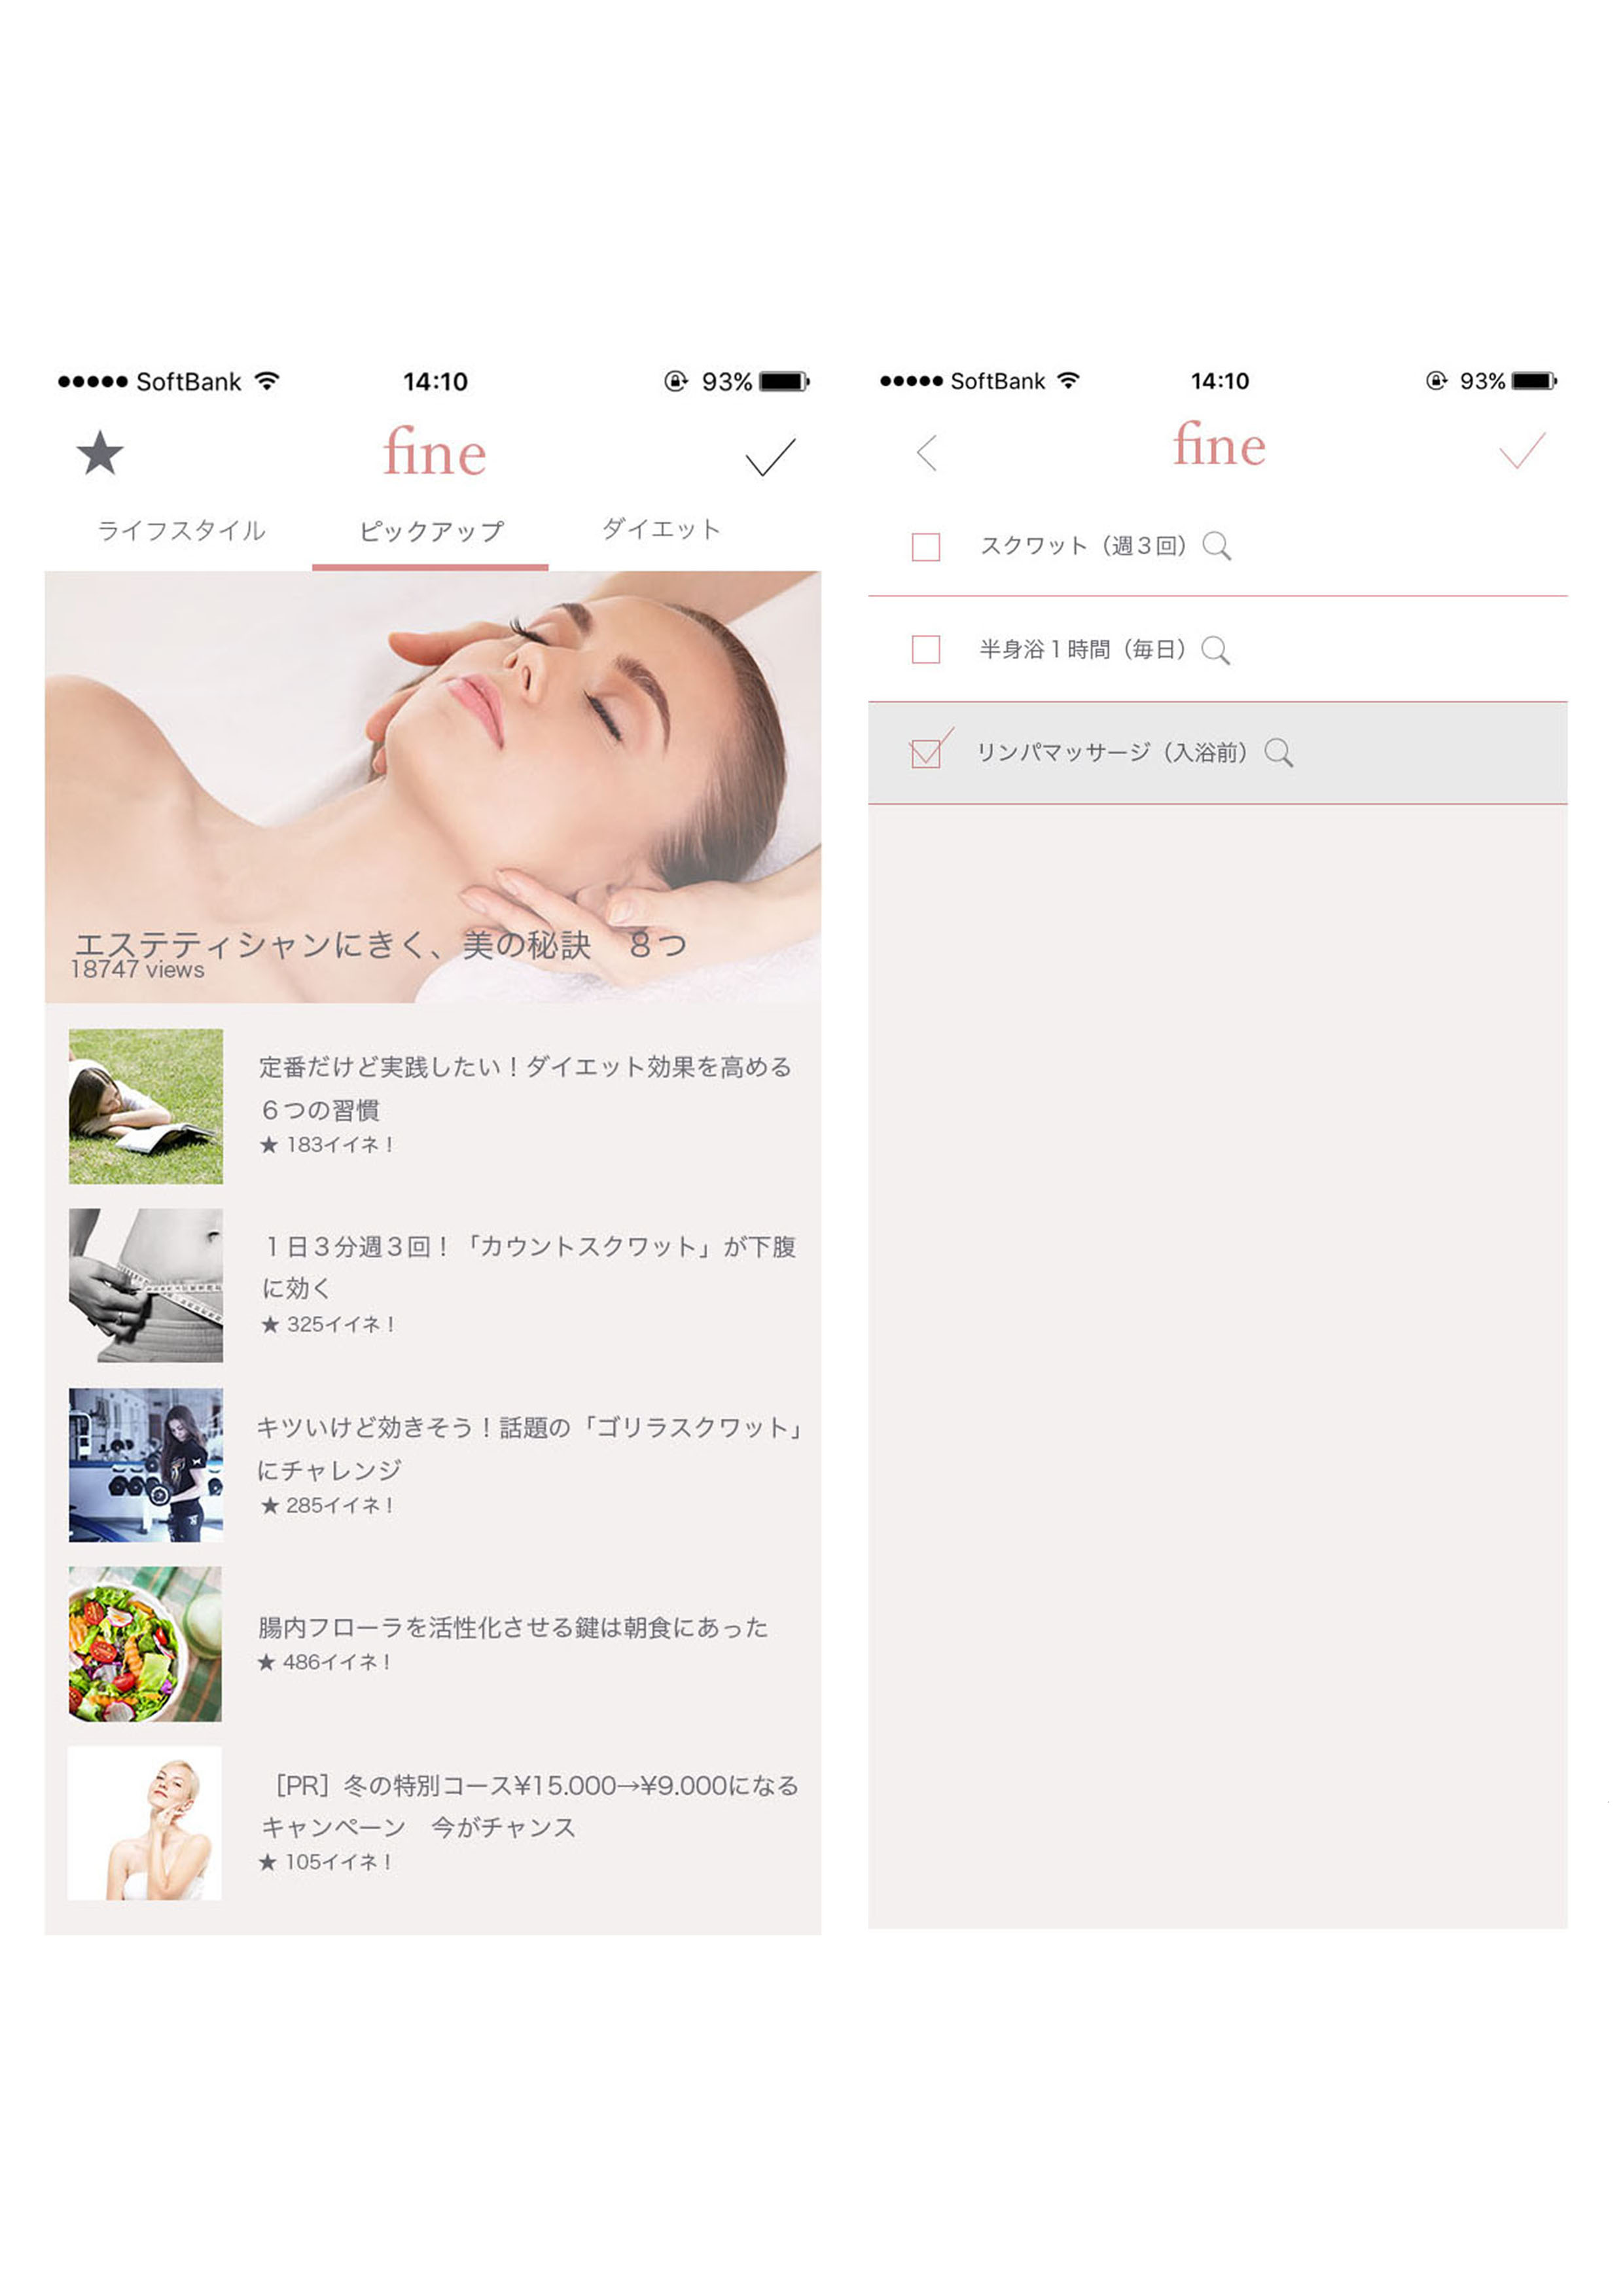 SoftBank 14:10 93%
fine
ライフスタイル ピックアップ ダイエット
エステティシャンにきく、美の秘訣　８つ
18747 views
定番だけど実践したい！ダイエット効果を高める
６つの習慣
★ 183イイネ！
１日３分週３回！「カウントスクワット」が下腹
に効く
★ 325イイネ！
キツいけど効きそう！話題の「ゴリラスクワット」
にチャレンジ
★ 285イイネ！
腸内フローラを活性化させる鍵は朝食にあった
★ 486イイネ！
［PR］冬の特別コース¥15.000→¥9.000になる
キャンペーン　今がチャンス
★ 105イイネ！
SoftBank 14:10 93%
fine
スクワット（週３回）
半身浴１時間（毎日）
リンパマッサージ（入浴前）